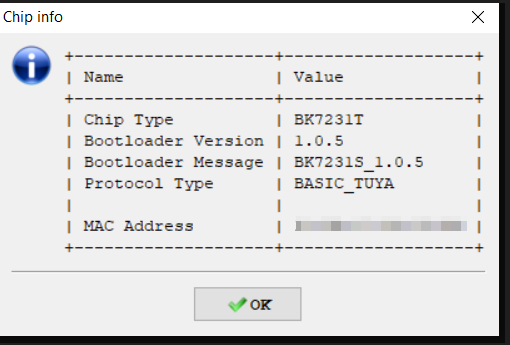 Chip info
+--------------------+-------------------+
| Name               | Value             |
+--------------------+-------------------+
| Chip Type          | BK7231T           |
| Bootloader Version | 1.0.5             |
| Bootloader Message | BK7231S_1.0.5     |
| Protocol Type      | BASIC_TUYA        |
|                    |                   |
| MAC Address        |                   |
+--------------------+-------------------+
OK